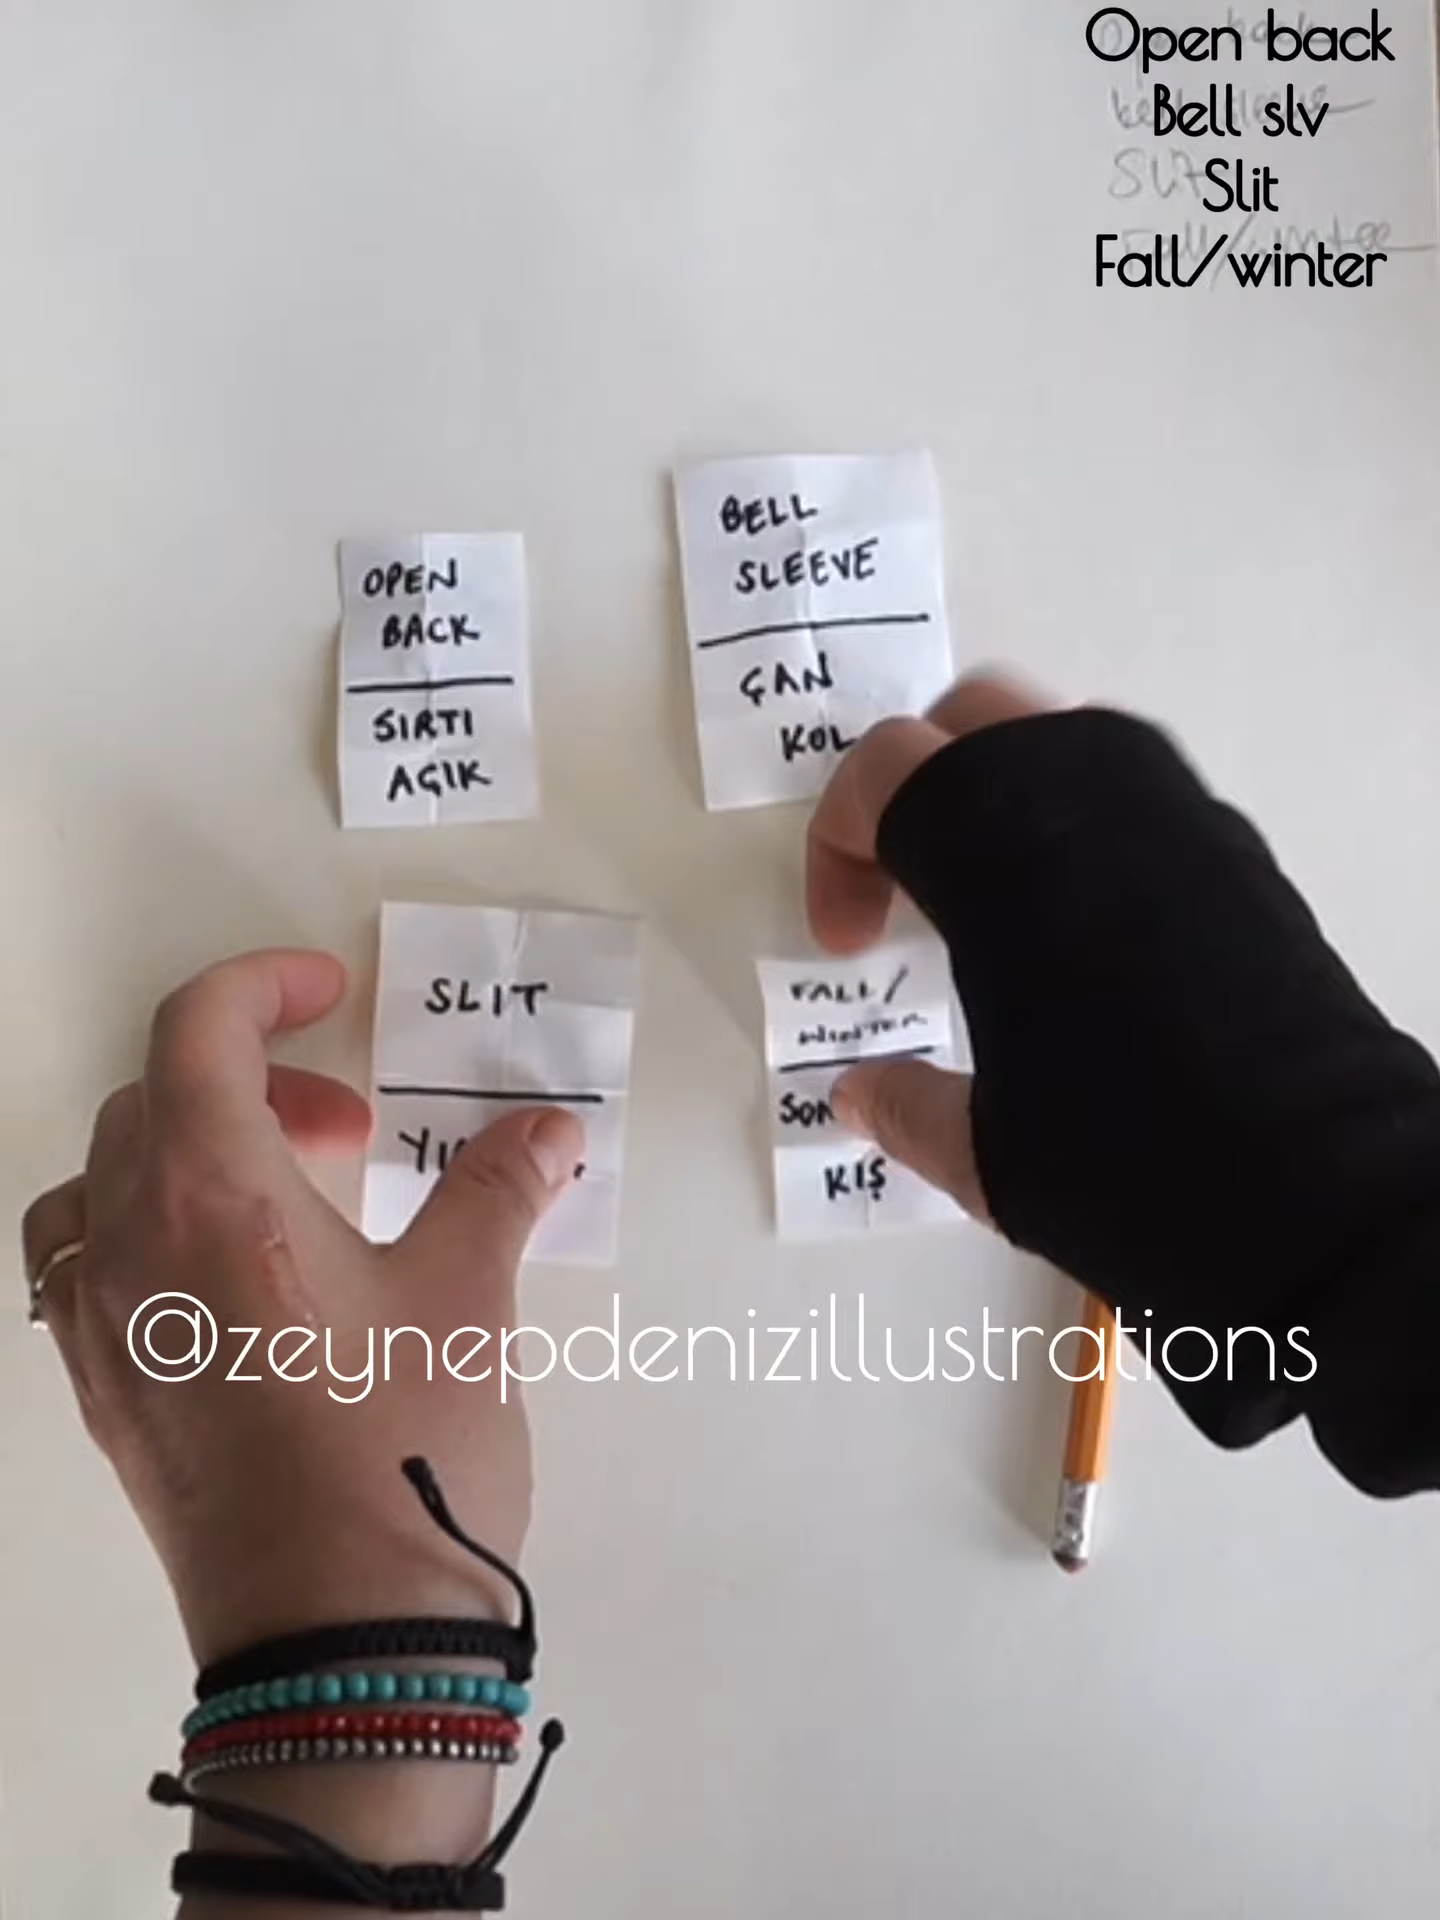 Open back
Bell slv
Slit
Fall/winter
OPEN
BACK
SIRTI
AÇIK
BELL
SLEEVE
ÇAN
KOL
SLIT
FALL/
WINTER
KIŞ
@zeynepdenizillustrations